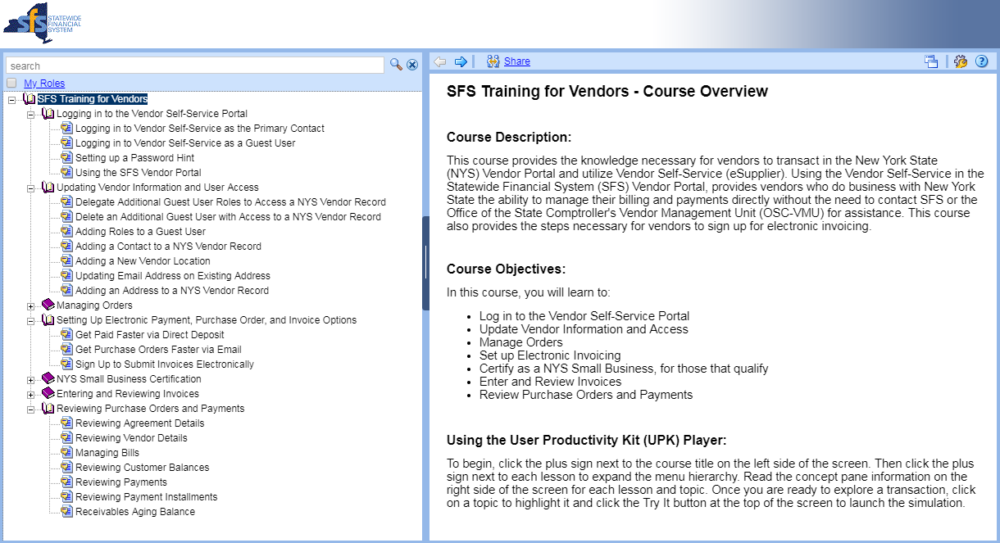 sfs
STATEWIDE
FINANCIAL
SYSTEM
search
My Roles
SFS Training for Vendors
Logging in to the Vendor Self-Service Portal
Logging in to Vendor Self-Service as the Primary Contact
Logging in to Vendor Self-Service as a Guest User
Setting up a Password Hint
Using the SFS Vendor Portal
Updating Vendor Information and User Access
Delegate Additional Guest User Roles to Access a NYS Vendor Record
Delete an Additional Guest User with Access to a NYS Vendor Record
Adding Roles to a Guest User
Adding a Contact to a NYS Vendor Record
Adding a New Vendor Location
Updating Email Address on Existing Address
Adding an Address to a NYS Vendor Record
Managing Orders
Setting Up Electronic Payment, Purchase Order, and Invoice Options
Get Paid Faster via Direct Deposit
Get Purchase Orders Faster via Email
Sign Up to Submit Invoices Electronically
NYS Small Business Certification
Entering and Reviewing Invoices
Reviewing Purchase Orders and Payments
Reviewing Agreement Details
Reviewing Vendor Details
Managing Bills
Reviewing Customer Balances
Reviewing Payments
Reviewing Payment Installments
Receivables Aging Balance
Share
SFS Training for Vendors - Course Overview
Course Description:
This course provides the knowledge necessary for vendors to transact in the New York State
(NYS) Vendor Portal and utilize Vendor Self-Service (eSupplier). Using the Vendor Self-Service in the
Statewide Financial System (SFS) Vendor Portal, provides vendors who do business with New York
State the ability to manage their billing and payments directly without the need to contact SFS or the
Office of the State Comptroller's Vendor Management Unit (OSC-VMU) for assistance. This course
also provides the steps necessary for vendors to sign up for electronic invoicing.
Course Objectives:
In this course, you will learn to:
• Log in to the Vendor Self-Service Portal
• Update Vendor Information and Access
• Manage Orders
• Set up Electronic Invoicing
• Certify as a NYS Small Business, for those that qualify
• Enter and Review Invoices
• Review Purchase Orders and Payments
Using the User Productivity Kit (UPK) Player:
To begin, click the plus sign next to the course title on the left side of the screen. Then click the plus
sign next to each lesson to expand the menu hierarchy. Read the concept pane information on the
right side of the screen for each lesson and topic. Once you are ready to explore a transaction, click
on a topic to highlight it and click the Try It button at the top of the screen to launch the simulation.